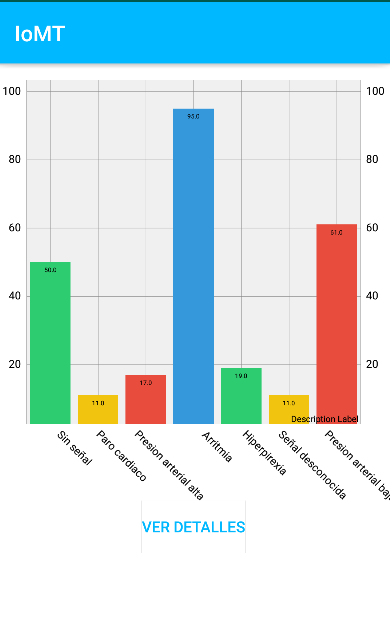 IoMT
100 100
80 80
60 60
40 40
20 20
50.0
11.0
17.0
95.0
19.0
11.0
61.0
Description Label
Sin señal
Paro cardiaco
Presion arterial alta
Arritmia
Hiperpirexia
Señal desconocida
Presion arterial baj
VER DETALLES